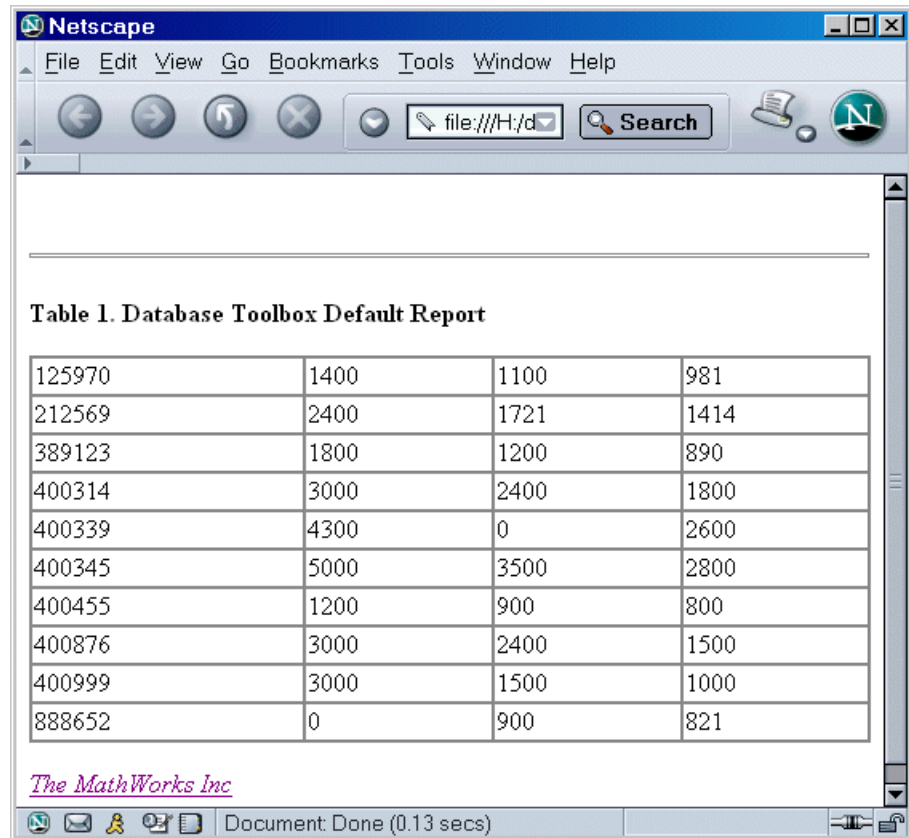 Netscape
File Edit View Go Bookmarks Tools Window Help
file:///H:/d Search N
Table 1. Database Toolbox Default Report
125970 1400 1100 981
212569 2400 1721 1414
389123 1800 1200 890
400314 3000 2400 1800
400339 4300 0 2600
400345 5000 3500 2800
400455 1200 900 800
400876 3000 2400 1500
400999 3000 1500 1000
888652 0 900 821
The MathWorks Inc
Document: Done (0.13 secs)